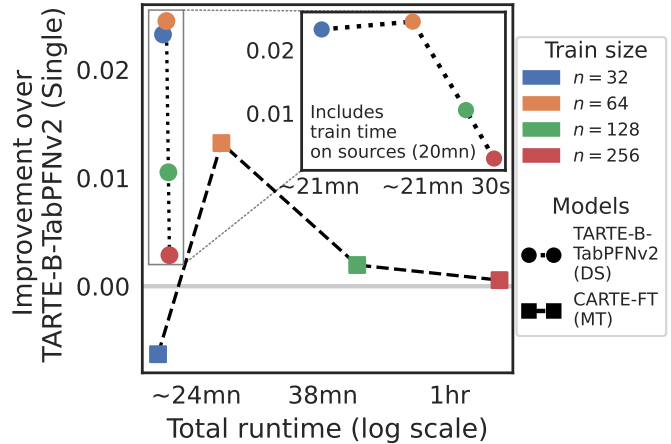 Improvement over
TARTE-B-TabPFNv2 (Single)
0.02
0.01
0.00
0.02
0.01
Includes
train time
on sources (20mn)
~21mn
~21mn 30s
~24mn
38mn
1hr
Total runtime (log scale)
Train size
n = 32
n = 64
n = 128
n = 256
Models
TARTE-B-
TabPFNv2
(DS)
CARTE-FT
(MT)